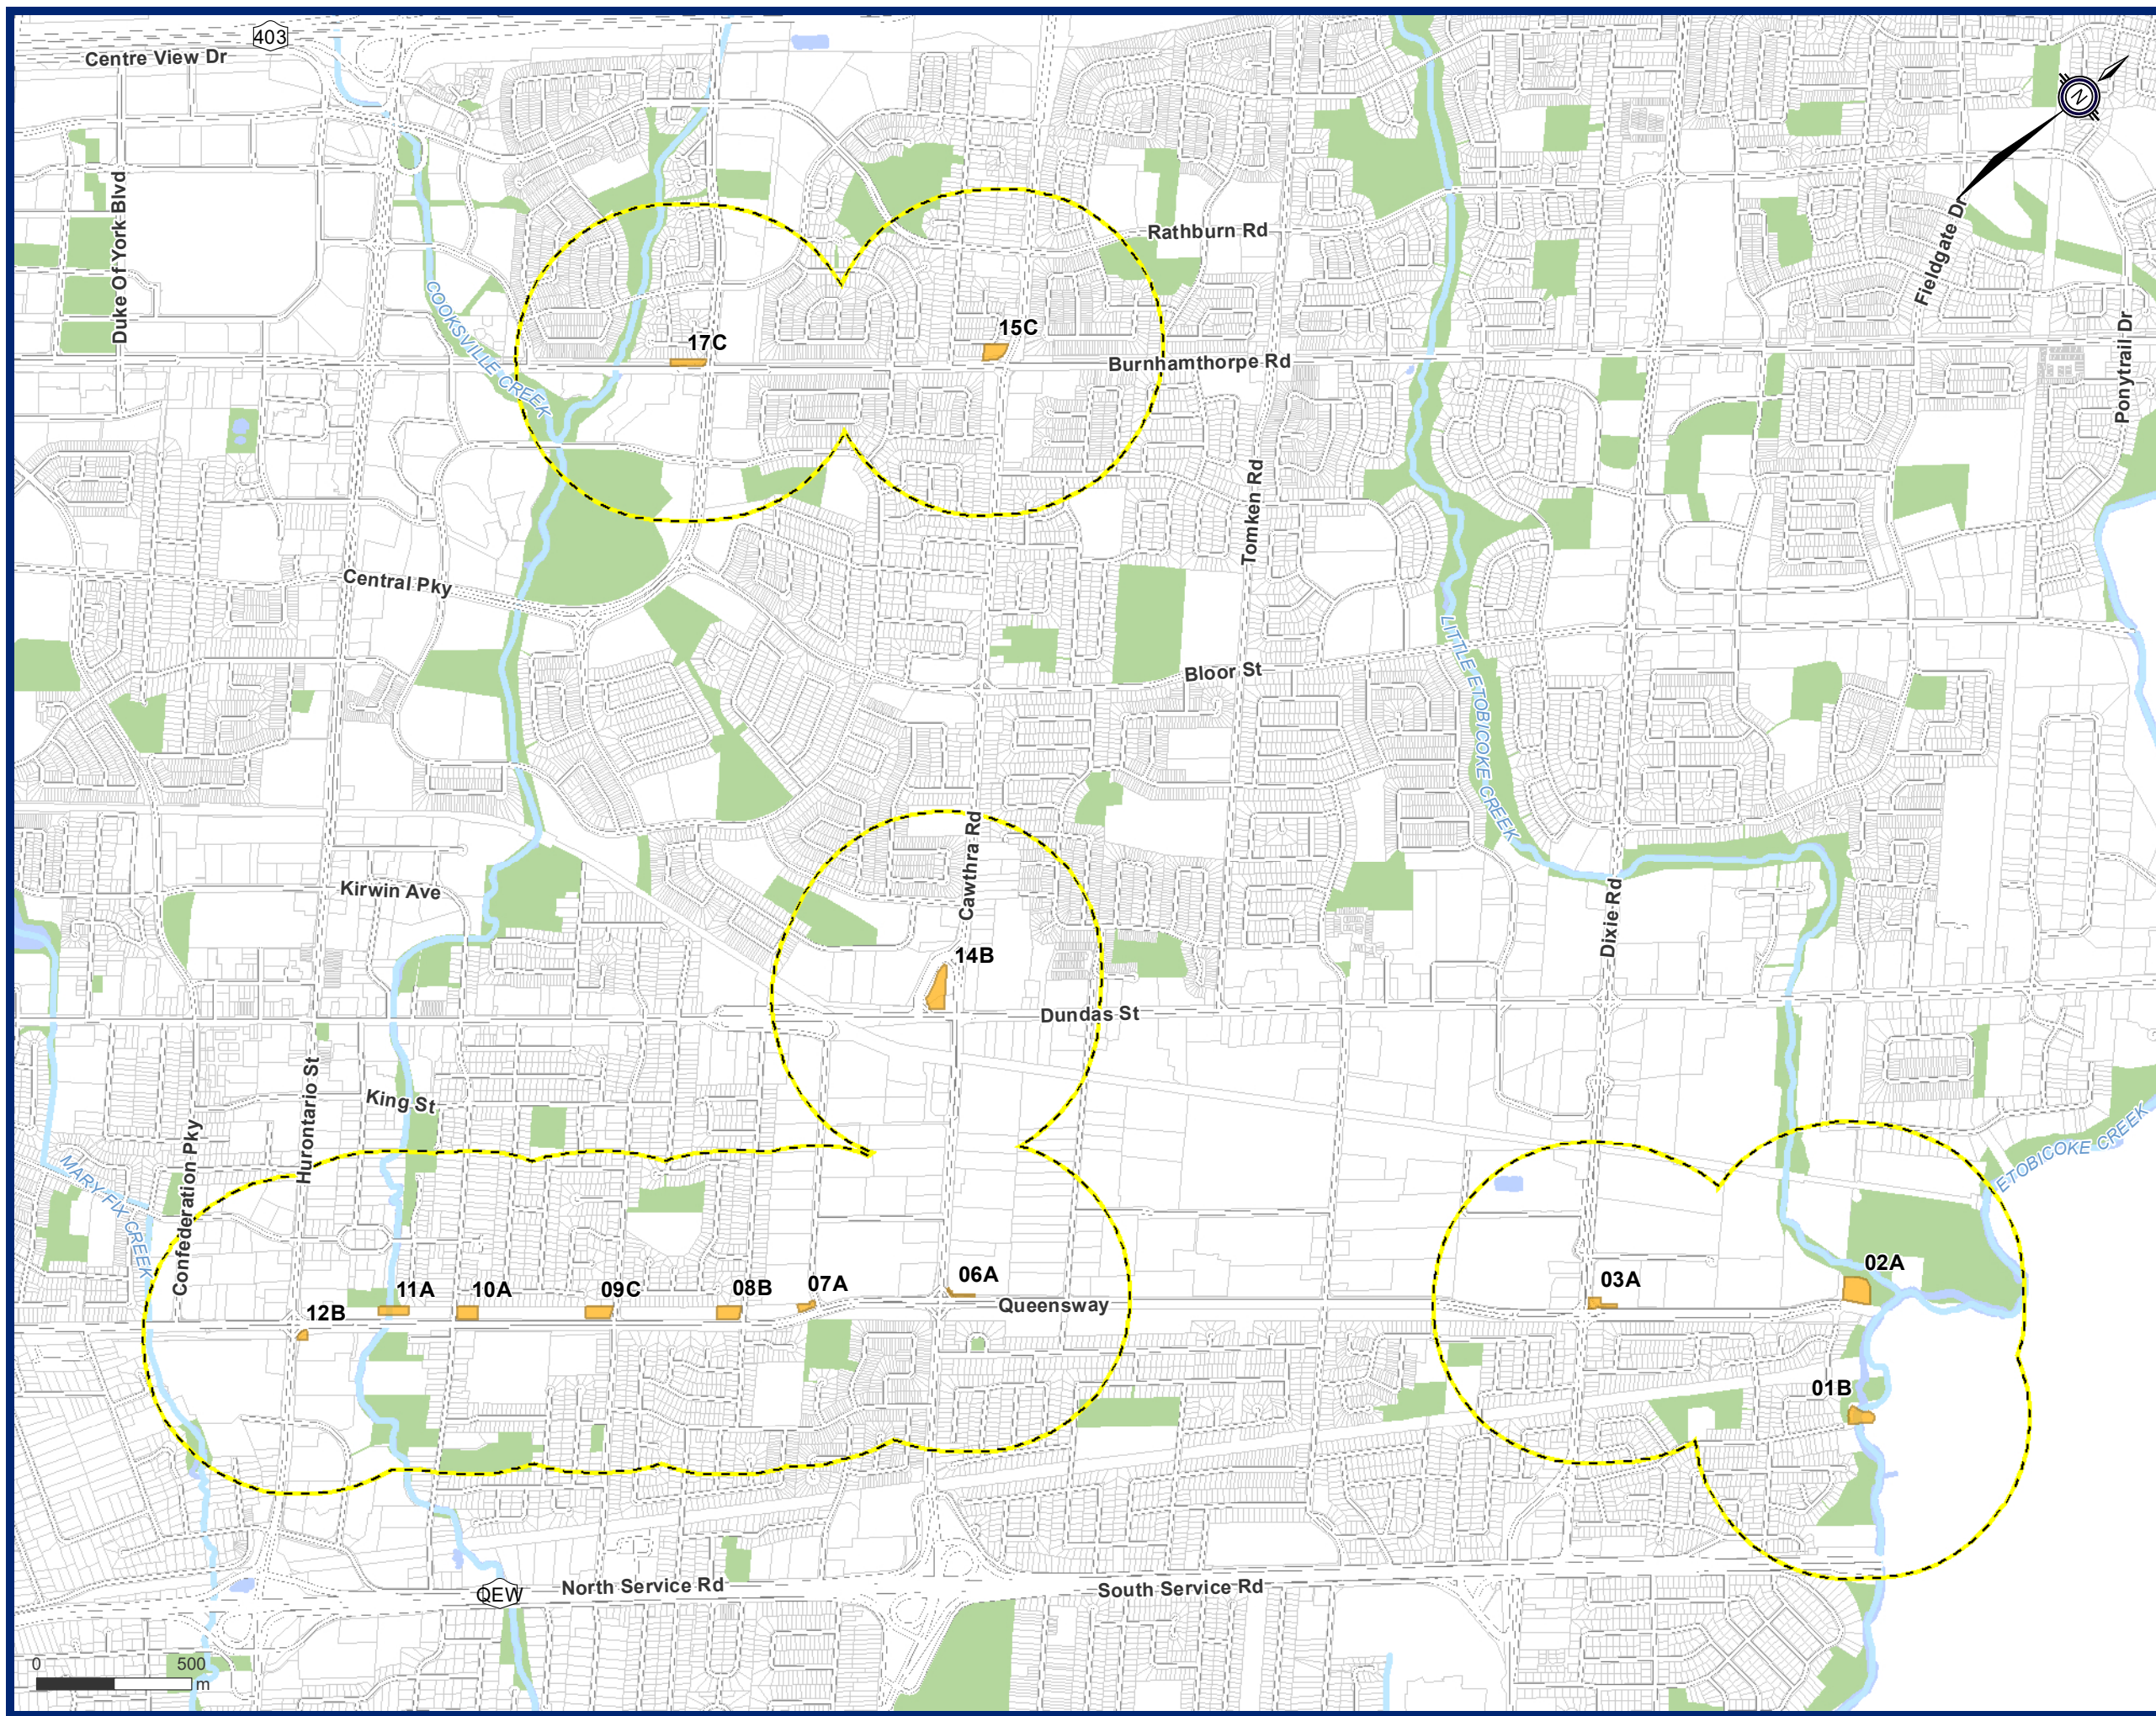 403
Centre View Dr
N
Duke Of York Blvd
Rathburn Rd
Fieldgate Dr
COOKSVILLE CREEK
17C
15C
Burnhamthorpe Rd
Ponytrail Dr
Tomken Rd
Central Pky
Bloor St
LITTLE ETOBICOKE CREEK
Kirwin Ave
Cawthra Rd
Dixie Rd
14B
Dundas St
Hurontario St
King St
Confederation Pky
MARY FIX CREEK
ETOBICOKE CREEK
12B
11A
10A
09C
08B
07A
06A
Queensway
03A
02A
01B
QEW
North Service Rd
South Service Rd
0
500
m